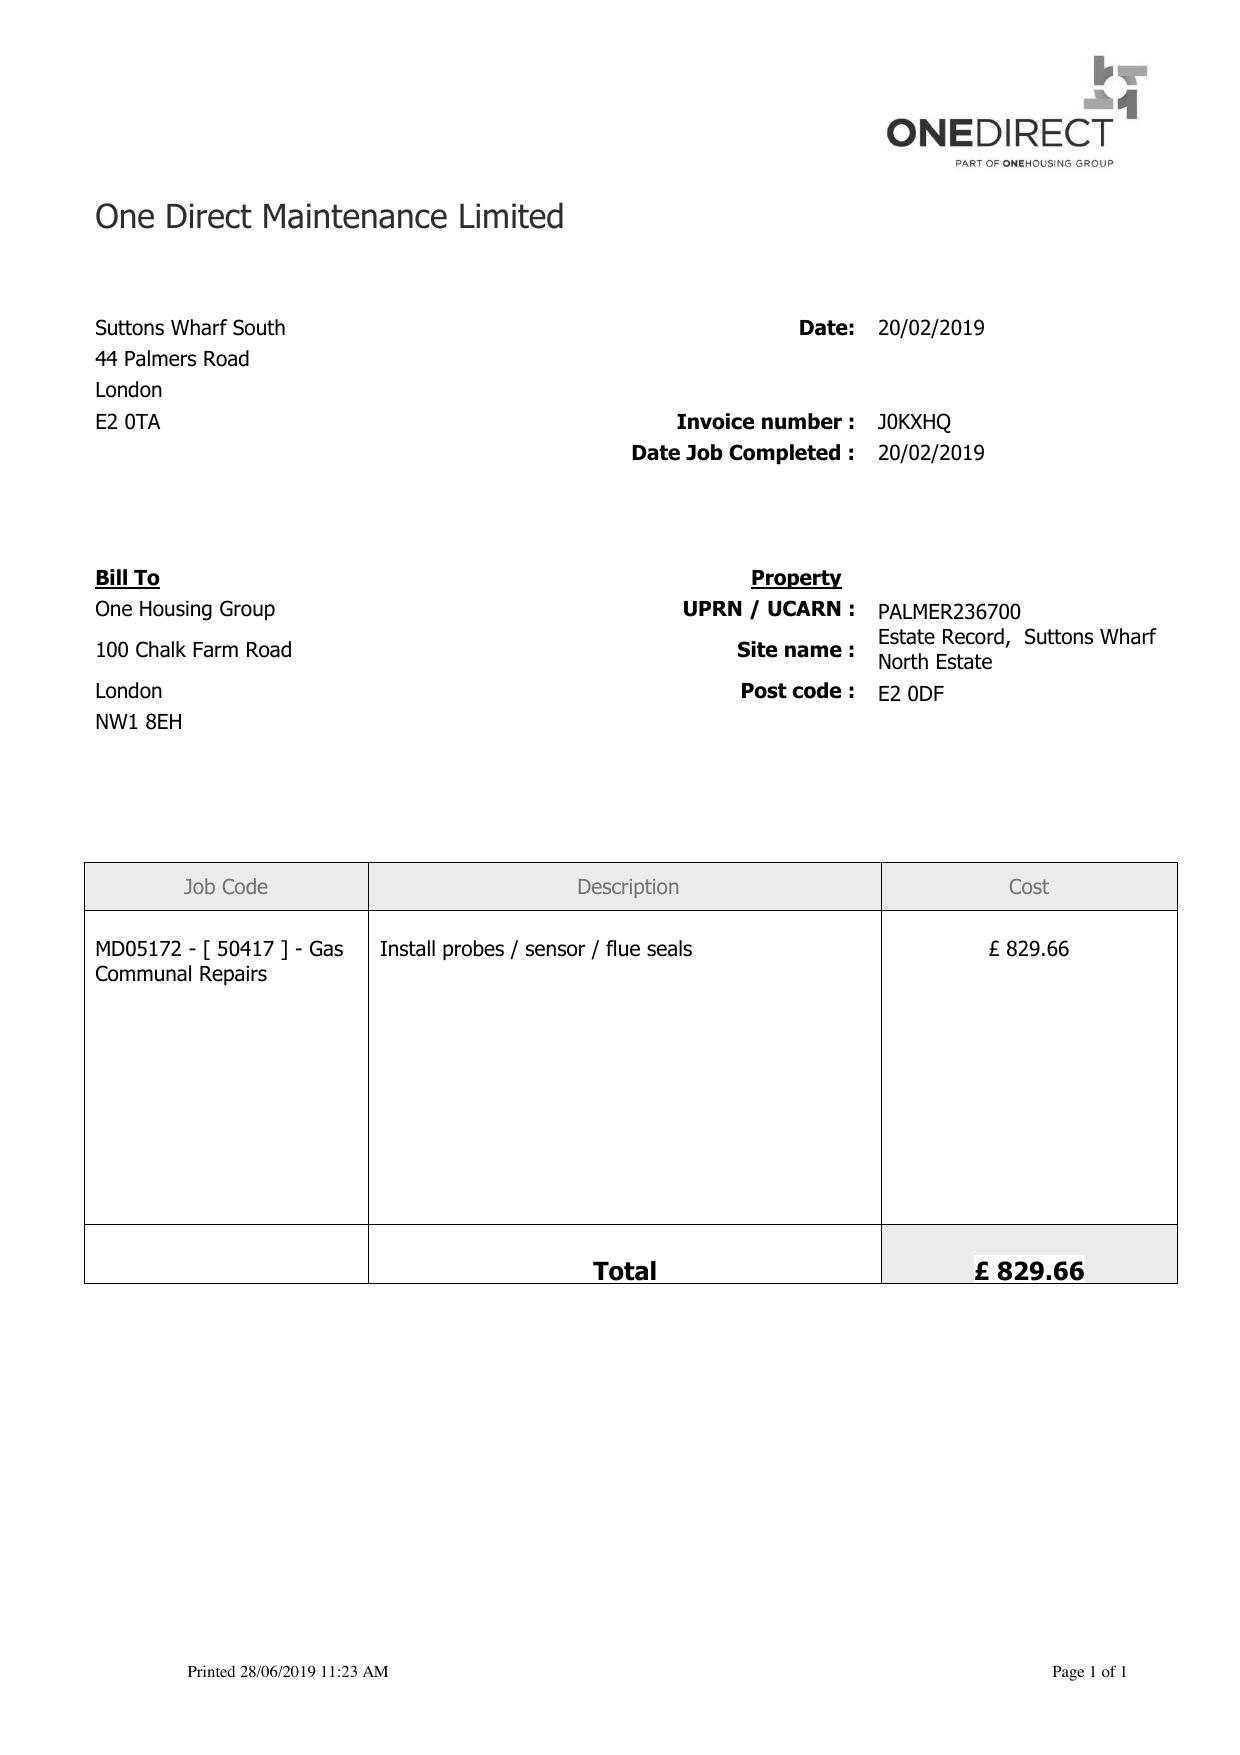 ONEDIRECT
PART OF ONEHOUSING GROUP
One Direct Maintenance Limited
Suttons Wharf South
Date: 20/02/2019
44 Palmers Road
London
E2 0TA
Invoice number : J0KXHQ
Date Job Completed : 20/02/2019
Bill To
Property
One Housing Group
UPRN / UCARN : PALMER236700
100 Chalk Farm Road
Site name : Estate Record, Suttons Wharf
North Estate
London
Post code : E2 0DF
NW1 8EH
Job Code Description Cost
MD05172 - [ 50417 ] - Gas
Communal Repairs
Install probes / sensor / flue seals
£ 829.66
Total £ 829.66
Printed 28/06/2019 11:23 AM
Page 1 of 1